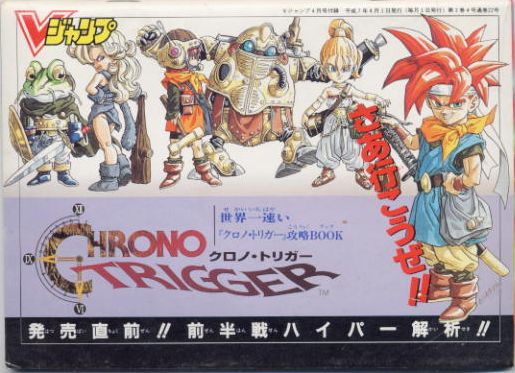 Vジャンプ4月号付録 平成7年4月1日発行(毎月1日発行) 第3巻4号通巻22号
Vジャンプ
さあ行こうぜ!!
世界一速い
『クロノ・トリガー』攻略BOOK
CHRONO
クロノ・トリガー
TRIGGER TM
XII
IX
VI
発売直前!! 前半戦ハイパー解析!!